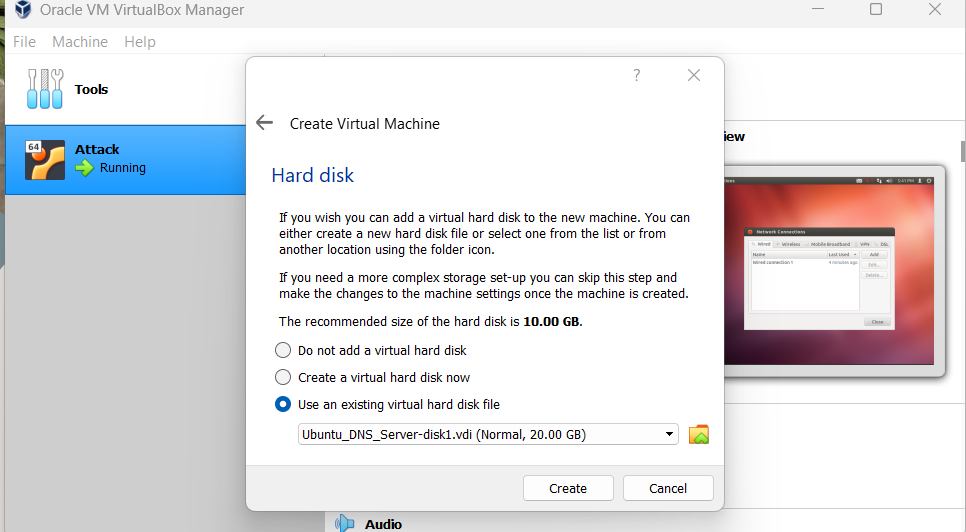 Oracle VM VirtualBox Manager
File Machine Help
Tools
64
Attack
Running
?
Create Virtual Machine
Hard disk
If you wish you can add a virtual hard disk to the new machine. You can
either create a new hard disk file or select one from the list or from
another location using the folder icon.
If you need a more complex storage set-up you can skip this step and
make the changes to the machine settings once the machine is created.
The recommended size of the hard disk is 10.00 GB.
Do not add a virtual hard disk
Create a virtual hard disk now
Use an existing virtual hard disk file
Ubuntu_DNS_Server-disk1.vdi (Normal, 20.00 GB)
Create Cancel
iew
Network Connections
Wired Wireless Mobile Broadband VPN DSL
Name Last Used Add
Wired connection 1 4 minutes ago Edit...
Delete...
Close
Audio